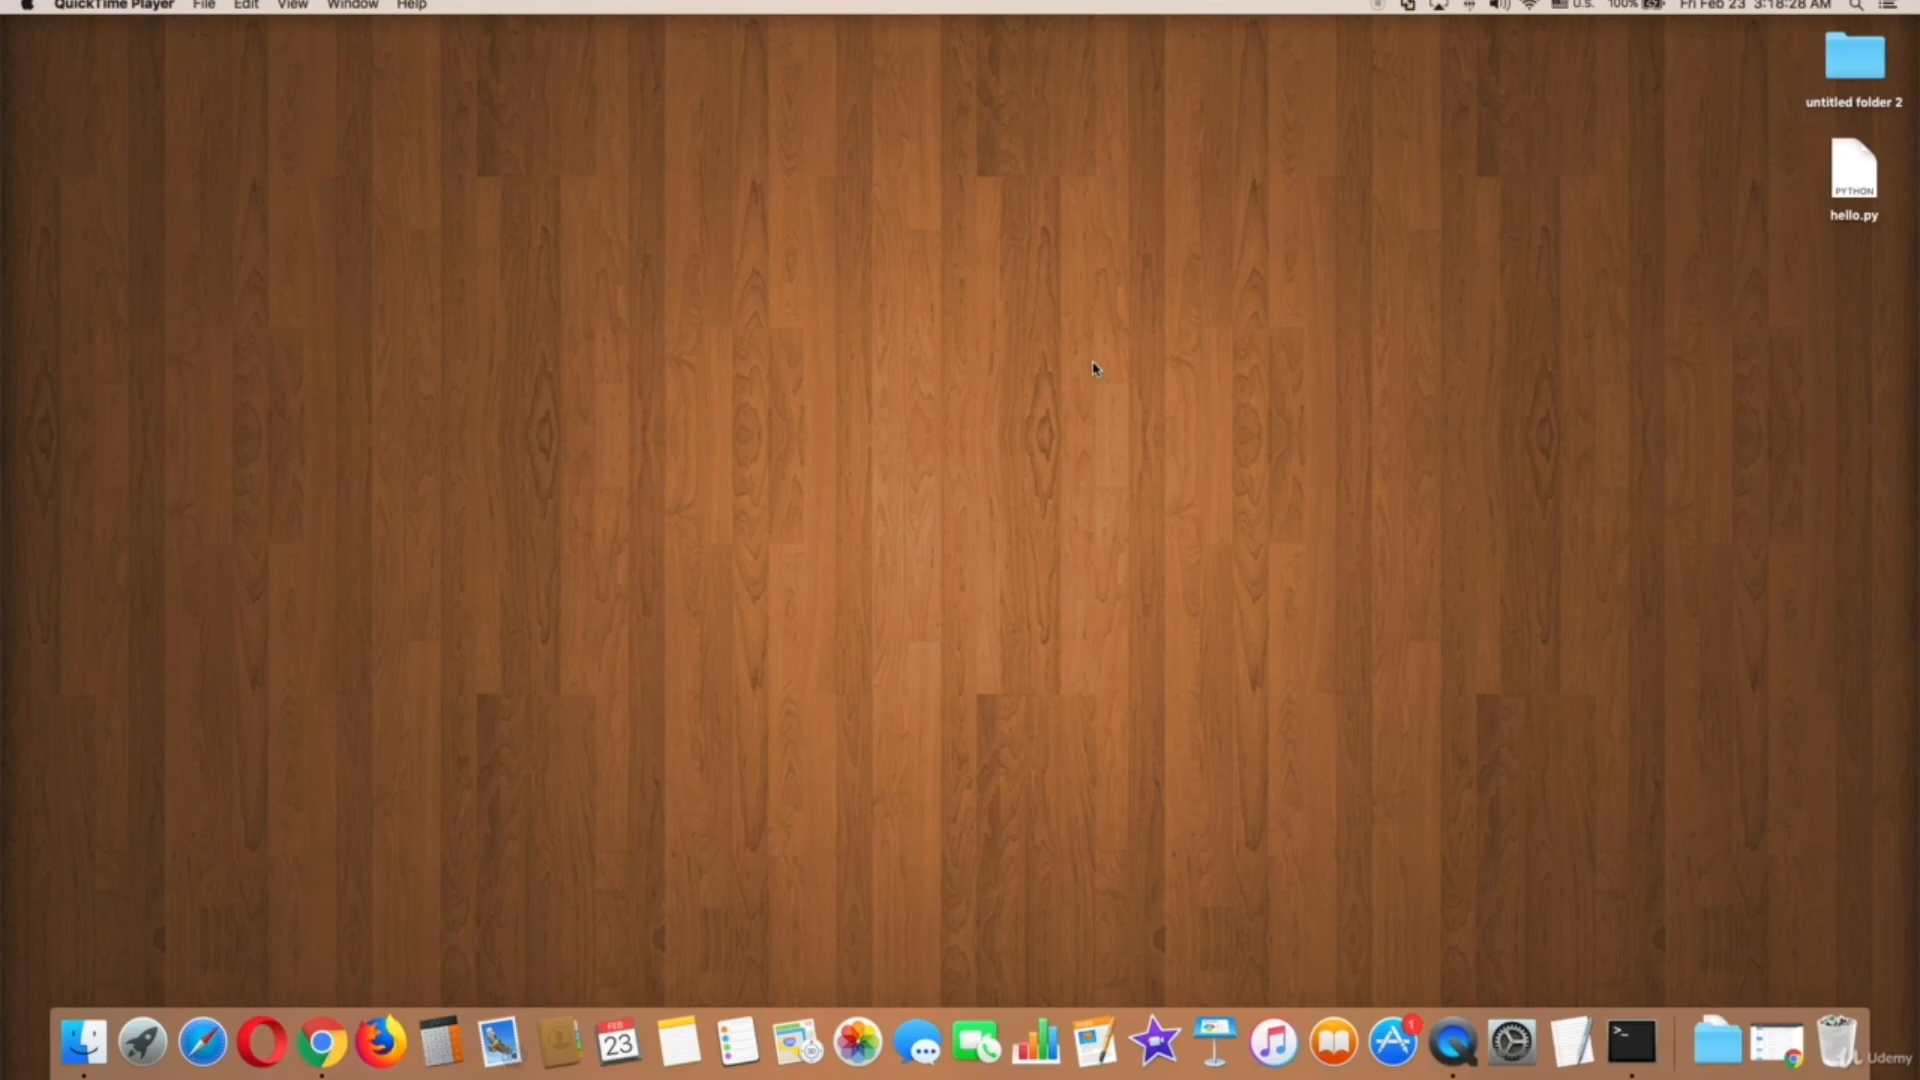 QuickTime Player File Edit View Window Help U.S. 100% Fri Feb 23 3:18:28 AM
untitled folder 2
PYTHON
hello.py
FEB
23
1
>_
Udemy